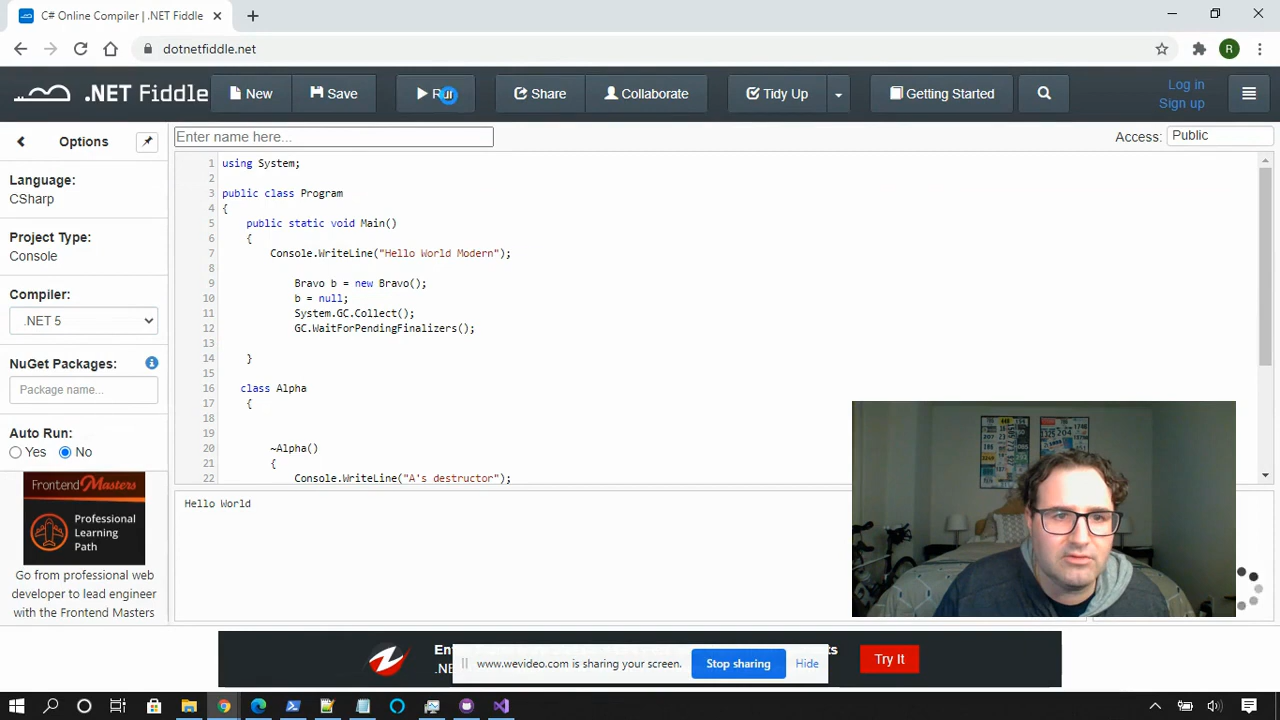 C# Online Compiler | .NET Fiddle
dotnetfiddle.net
R
.NET Fiddle
New
Save
Run
Share
Collaborate
Tidy Up
Getting Started
Log in
Sign up
Options
Enter name here...
Access:
Public
Language:
CSharp
Project Type:
Console
Compiler:
.NET 5
NuGet Packages:
Package name...
Auto Run:
Yes
No
1 using System;
2
3 public class Program
4 {
5 public static void Main()
6 {
7 Console.WriteLine("Hello World Modern");
8
9 Bravo b = new Bravo();
10 b = null;
11 System.GC.Collect();
12 GC.WaitForPendingFinalizers();
13
14 }
15
16 class Alpha
17 {
18
19
20 ~Alpha()
21 {
22 Console.WriteLine("A's destructor");
Hello World
Frontend Masters
Professional
Learning
Path
Go from professional web
developer to lead engineer
with the Frontend Masters
www.wevideo.com is sharing your screen.
Stop sharing
Hide
Try It